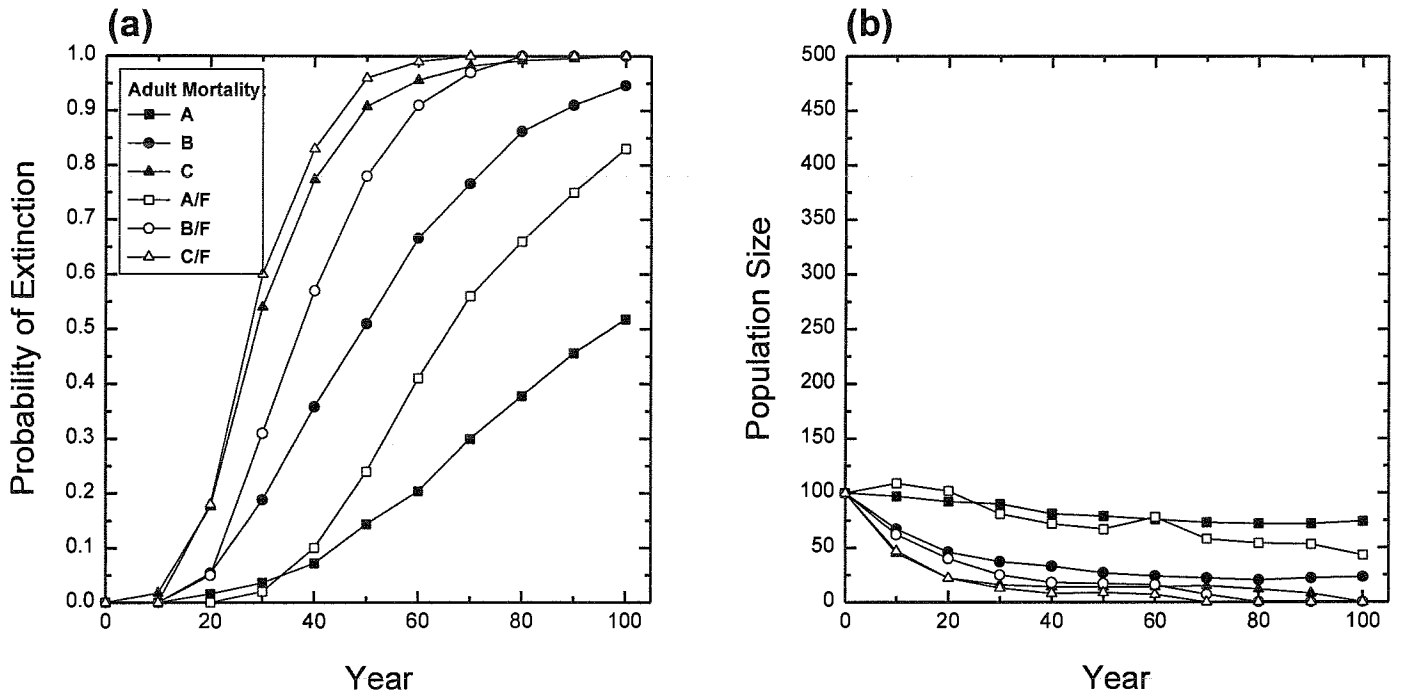 (a)
Probability of Extinction
1.0
0.9
0.8
0.7
0.6
0.5
0.4
0.3
0.2
0.1
0.0
Adult Mortality:
A
B
C
A/F
B/F
C/F
0 20 40 60 80 100
Year
(b)
Population Size
500
450
400
350
300
250
200
150
100
50
0
0 20 40 60 80 100
Year